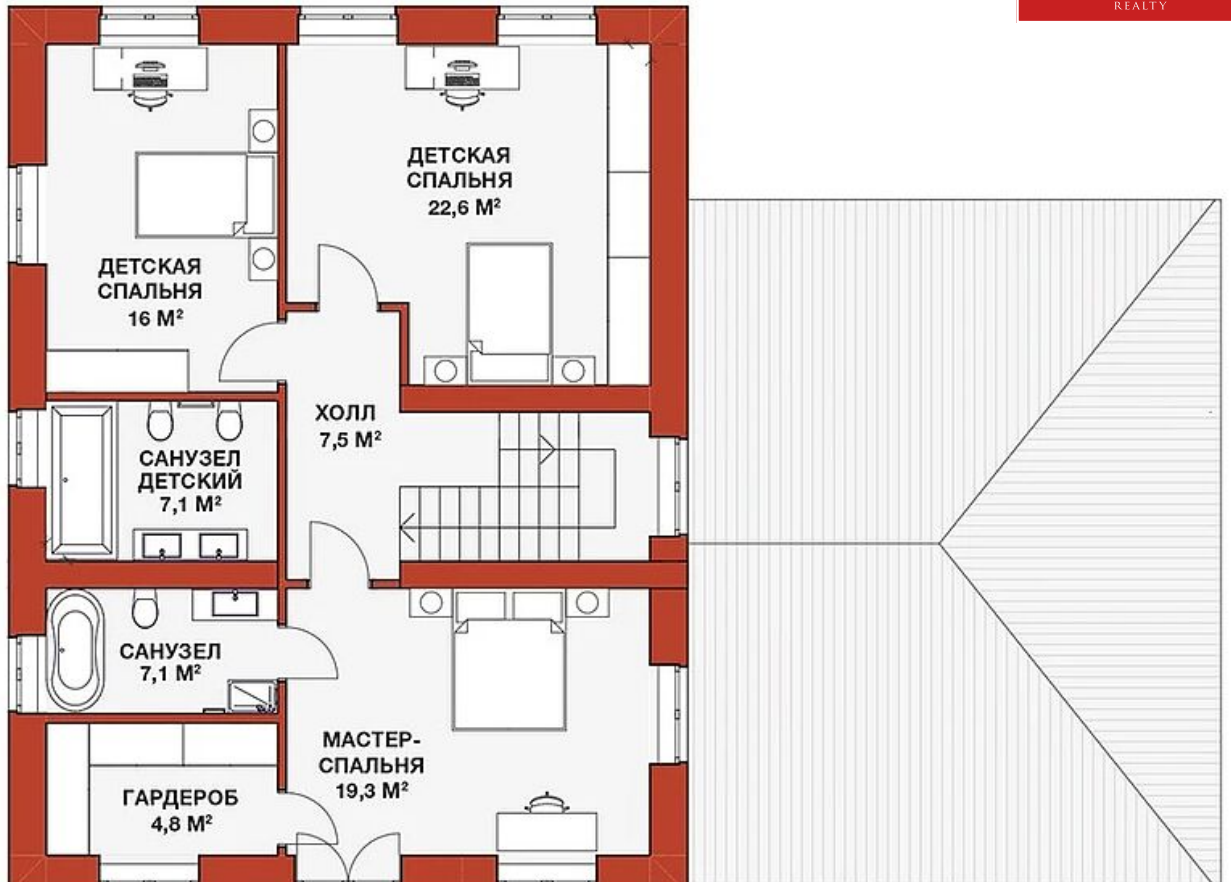 REALTY
ДЕТСКАЯ
СПАЛЬНЯ
22,6 М²
ДЕТСКАЯ
СПАЛЬНЯ
16 М²
ХОЛЛ
7,5 М²
САНУЗЕЛ
ДЕТСКИЙ
7,1 М²
САНУЗЕЛ
7,1 М²
МАСТЕР-
СПАЛЬНЯ
19,3 М²
ГАРДЕРОБ
4,8 М²